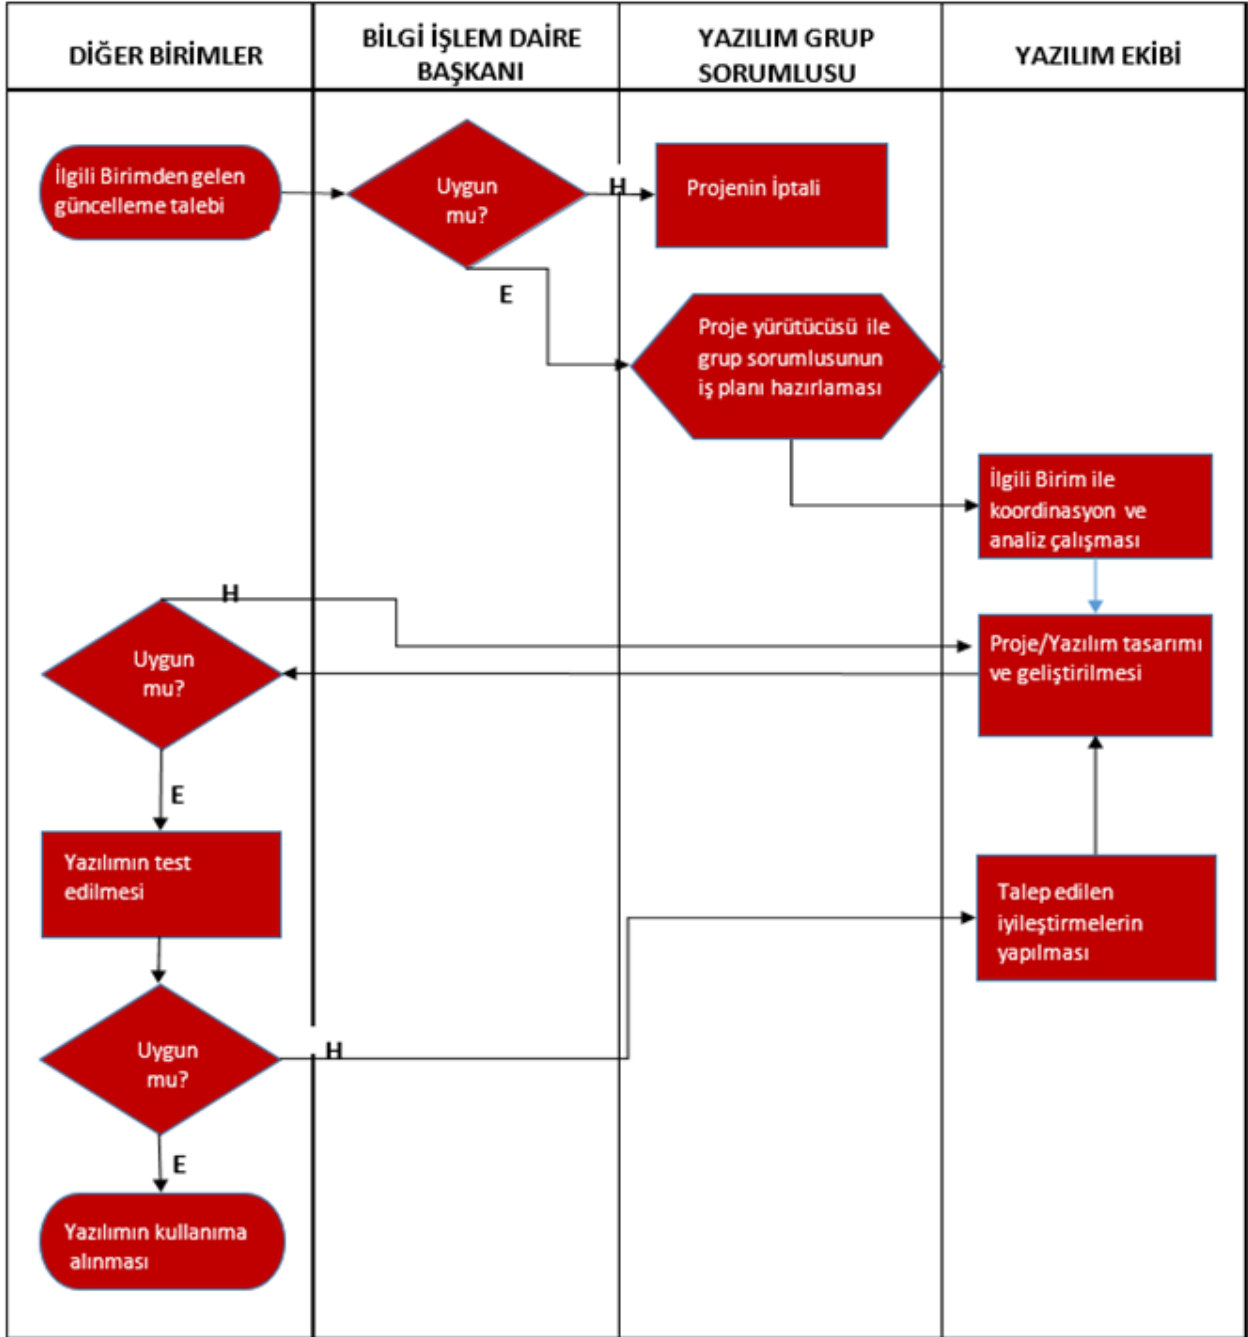 DİĞER BİRİMLER
BİLGİ İŞLEM DAİRE
BAŞKANI
YAZILIM GRUP
SORUMLUSU
YAZILIM EKİBİ
İlgili Birimden gelen
güncelleme talebi
Uygun
mu?
H
Projenin İptali
E
Proje yürütücüsü ile
grup sorumlusunun
iş planı hazırlaması
İlgili Birim ile
koordinasyon ve
analiz çalışması
H
Uygun
mu?
Proje/Yazılım tasarımı
ve geliştirilmesi
E
Yazılımın test
edilmesi
Talep edilen
iyileştirmelerin
yapılması
Uygun
mu?
H
E
Yazılımın kullanıma
alınması